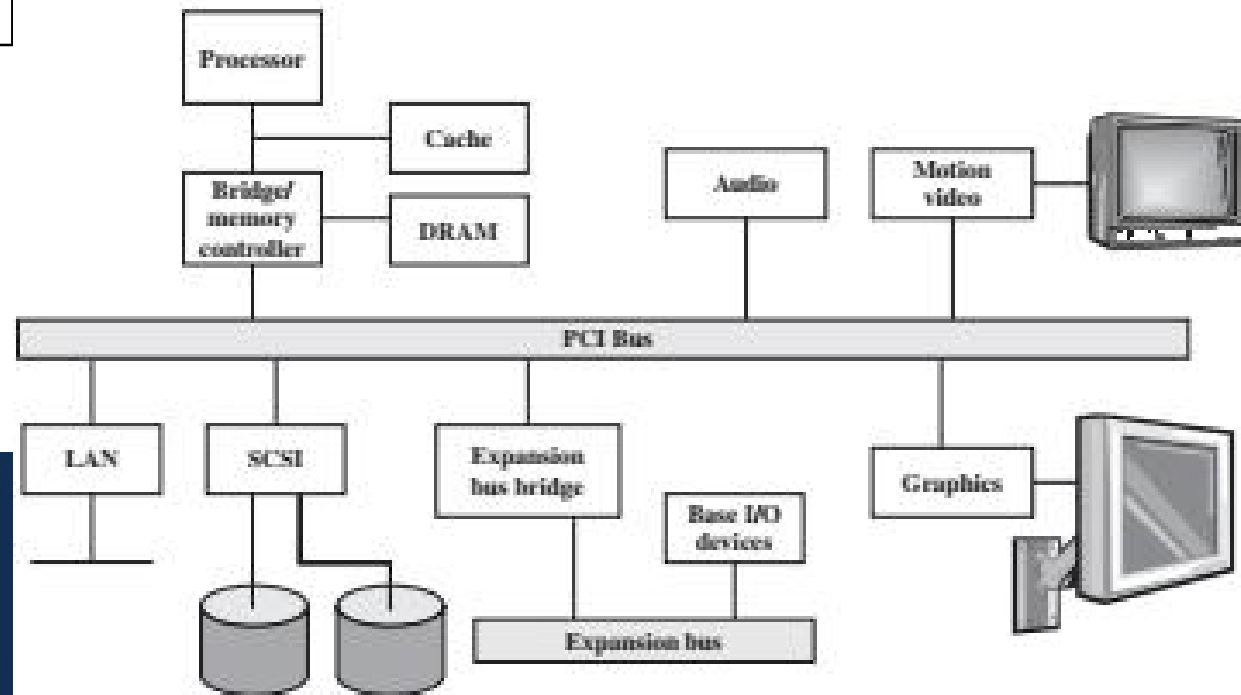 Processor
Cache
Bridge/
memory
controller
DRAM
Audio
Motion
video
PCI Bus
LAN
SCSI
Expansion
bus bridge
Base I/O
devices
Graphics
Expansion bus